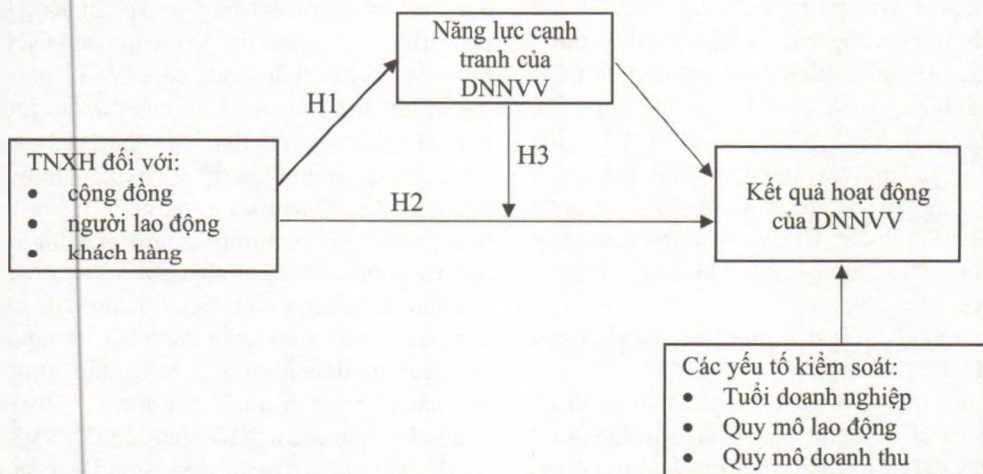 Năng lực cạnh
tranh của
DNNVV
H1
H3
TNXH đối với:
• cộng đồng
• người lao động
• khách hàng
H2
Kết quả hoạt động
của DNNVV
Các yếu tố kiểm soát:
• Tuổi doanh nghiệp
• Quy mô lao động
• Quy mô doanh thu